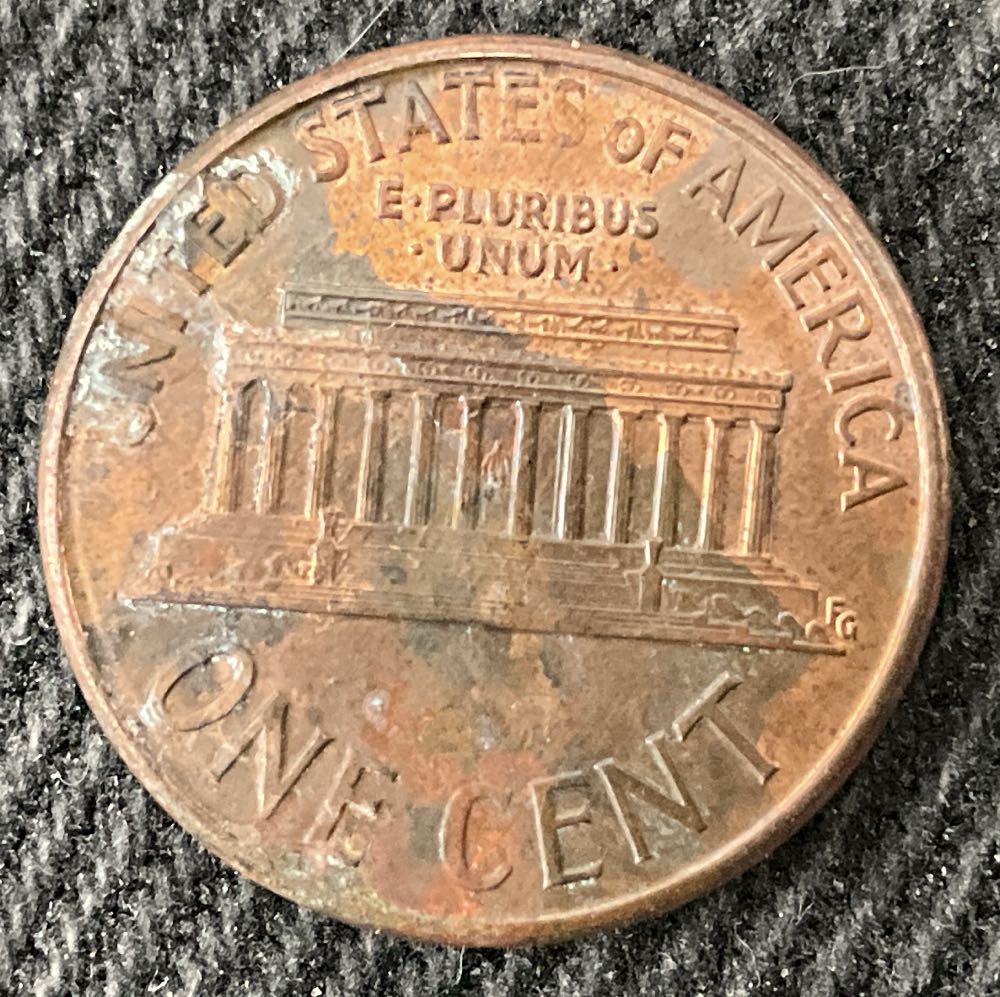 UNITED STATES OF AMERICA
E·PLURIBUS
·UNUM·
FG
ONE CENT